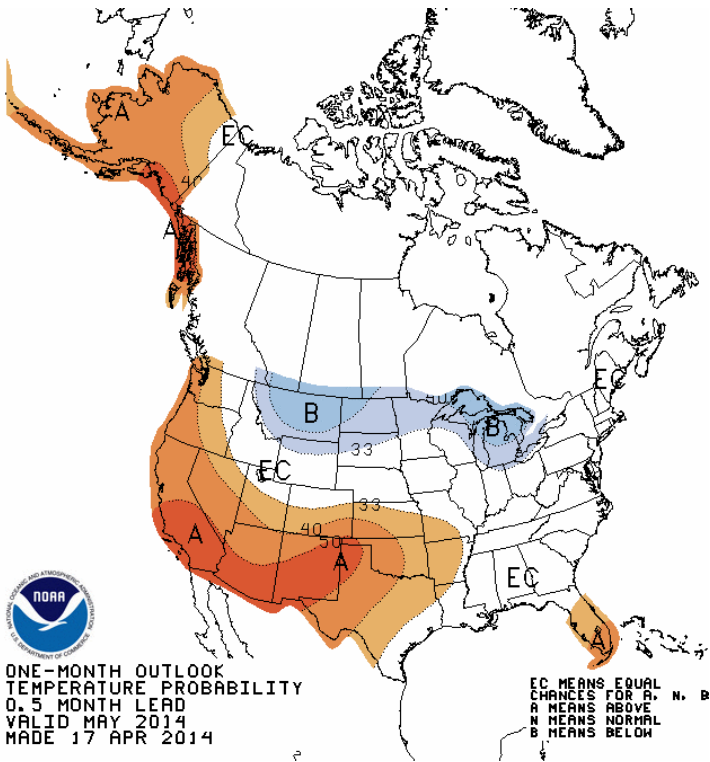 A
EC
40
A
A
EC
B
B
33
EC
33
40
50
A
A
EC
A
NATIONAL OCEANIC AND ATMOSPHERIC ADMINISTRATION
NOAA
U.S. DEPARTMENT OF COMMERCE
ONE-MONTH OUTLOOK
TEMPERATURE PROBABILITY
0.5 MONTH LEAD
VALID MAY 2014
MADE 17 APR 2014
EC MEANS EQUAL
CHANCES FOR A, N, B
A MEANS ABOVE
N MEANS NORMAL
B MEANS BELOW